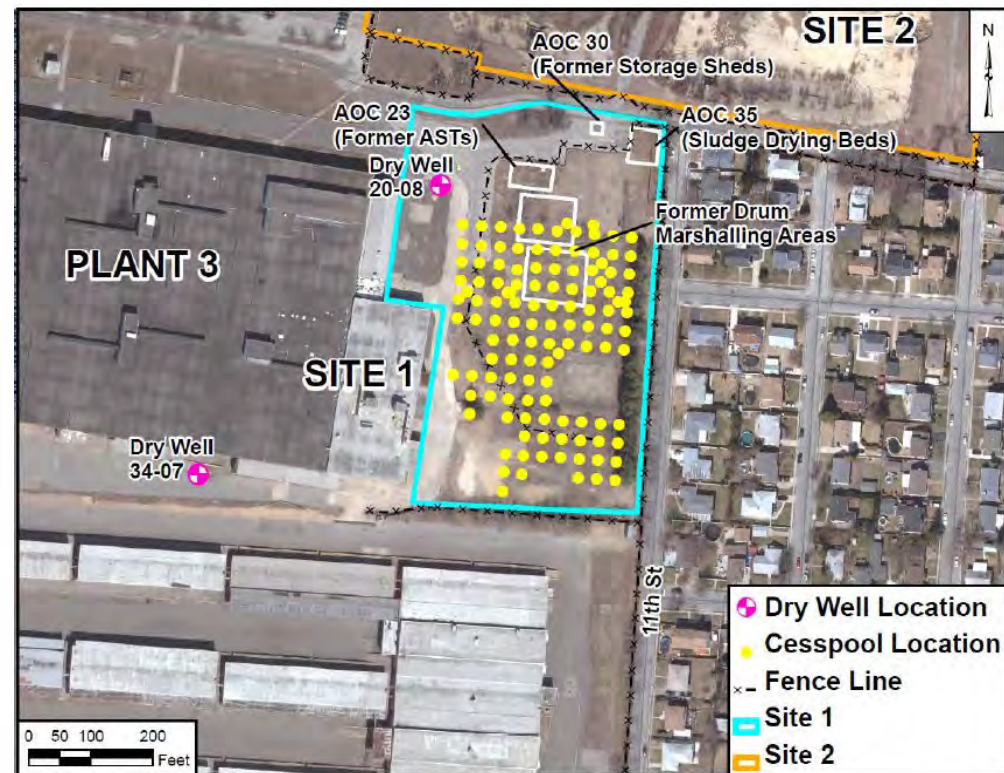 SITE 2
N
AOC 30
(Former Storage Sheds)
AOC 23
(Former ASTs)
AOC 35
(Sludge Drying Beds)
Dry Well
20-08
Former Drum
Marshalling Areas
PLANT 3
SITE 1
Dry Well
34-07
11th St
Dry Well Location
Cesspool Location
Fence Line
Site 1
Site 2
0 50 100 200
Feet